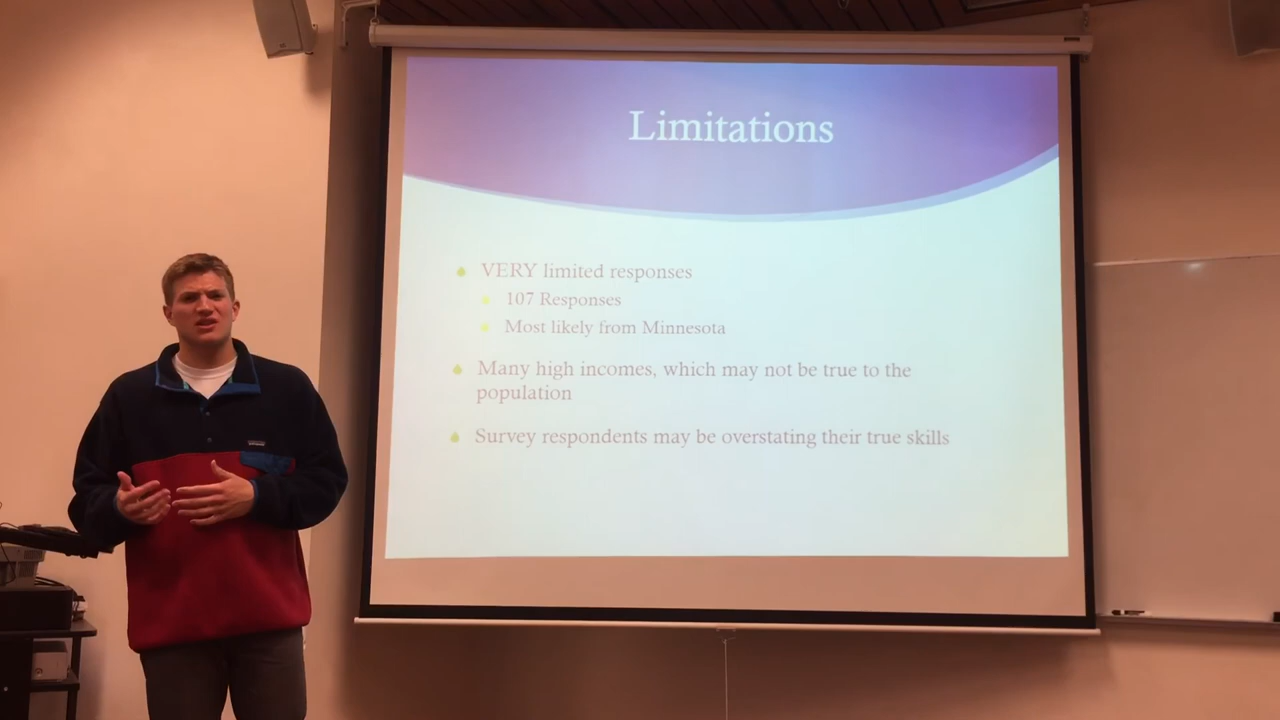 Limitations
VERY limited responses
107 Responses
Most likely from Minnesota
Many high incomes, which may not be true to the
population
Survey respondents may be overstating their true skills